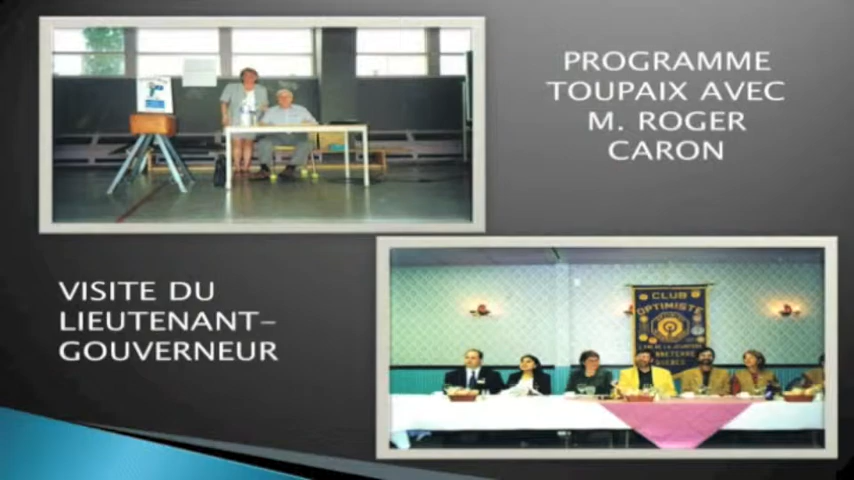 PROGRAMME
TOUPAIX AVEC
M. ROGER
CARON
VISITE DU
LIEUTENANT-
GOUVERNEUR
CLUB
OPTIMISTE